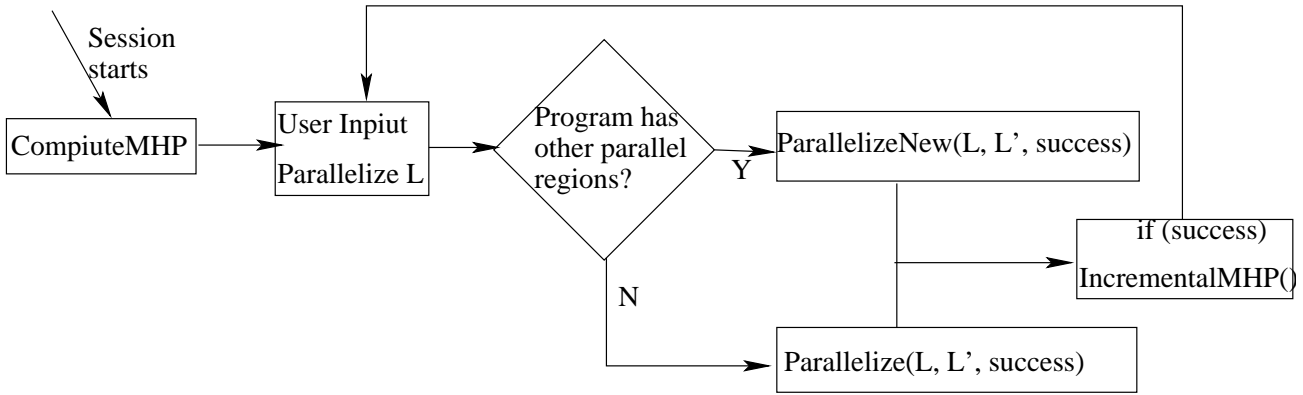 Session
starts
CompiuteMHP
User Inpiut
Parallelize L
Program has
other parallel
regions?
Y
N
ParallelizeNew(L, L’, success)
Parallelize(L, L’, success)
if (success)
IncrementalMHP()